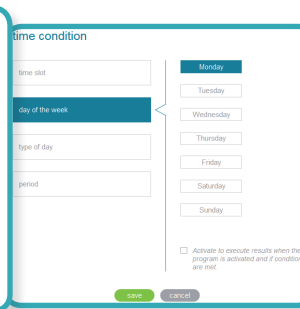 time condition
time slot
day of the week
type of day
period
Monday
Tuesday
Wednesday
Thursday
Friday
Saturday
Sunday
Activate to execute results when the
program is activated and if condition
are met.
save
cancel